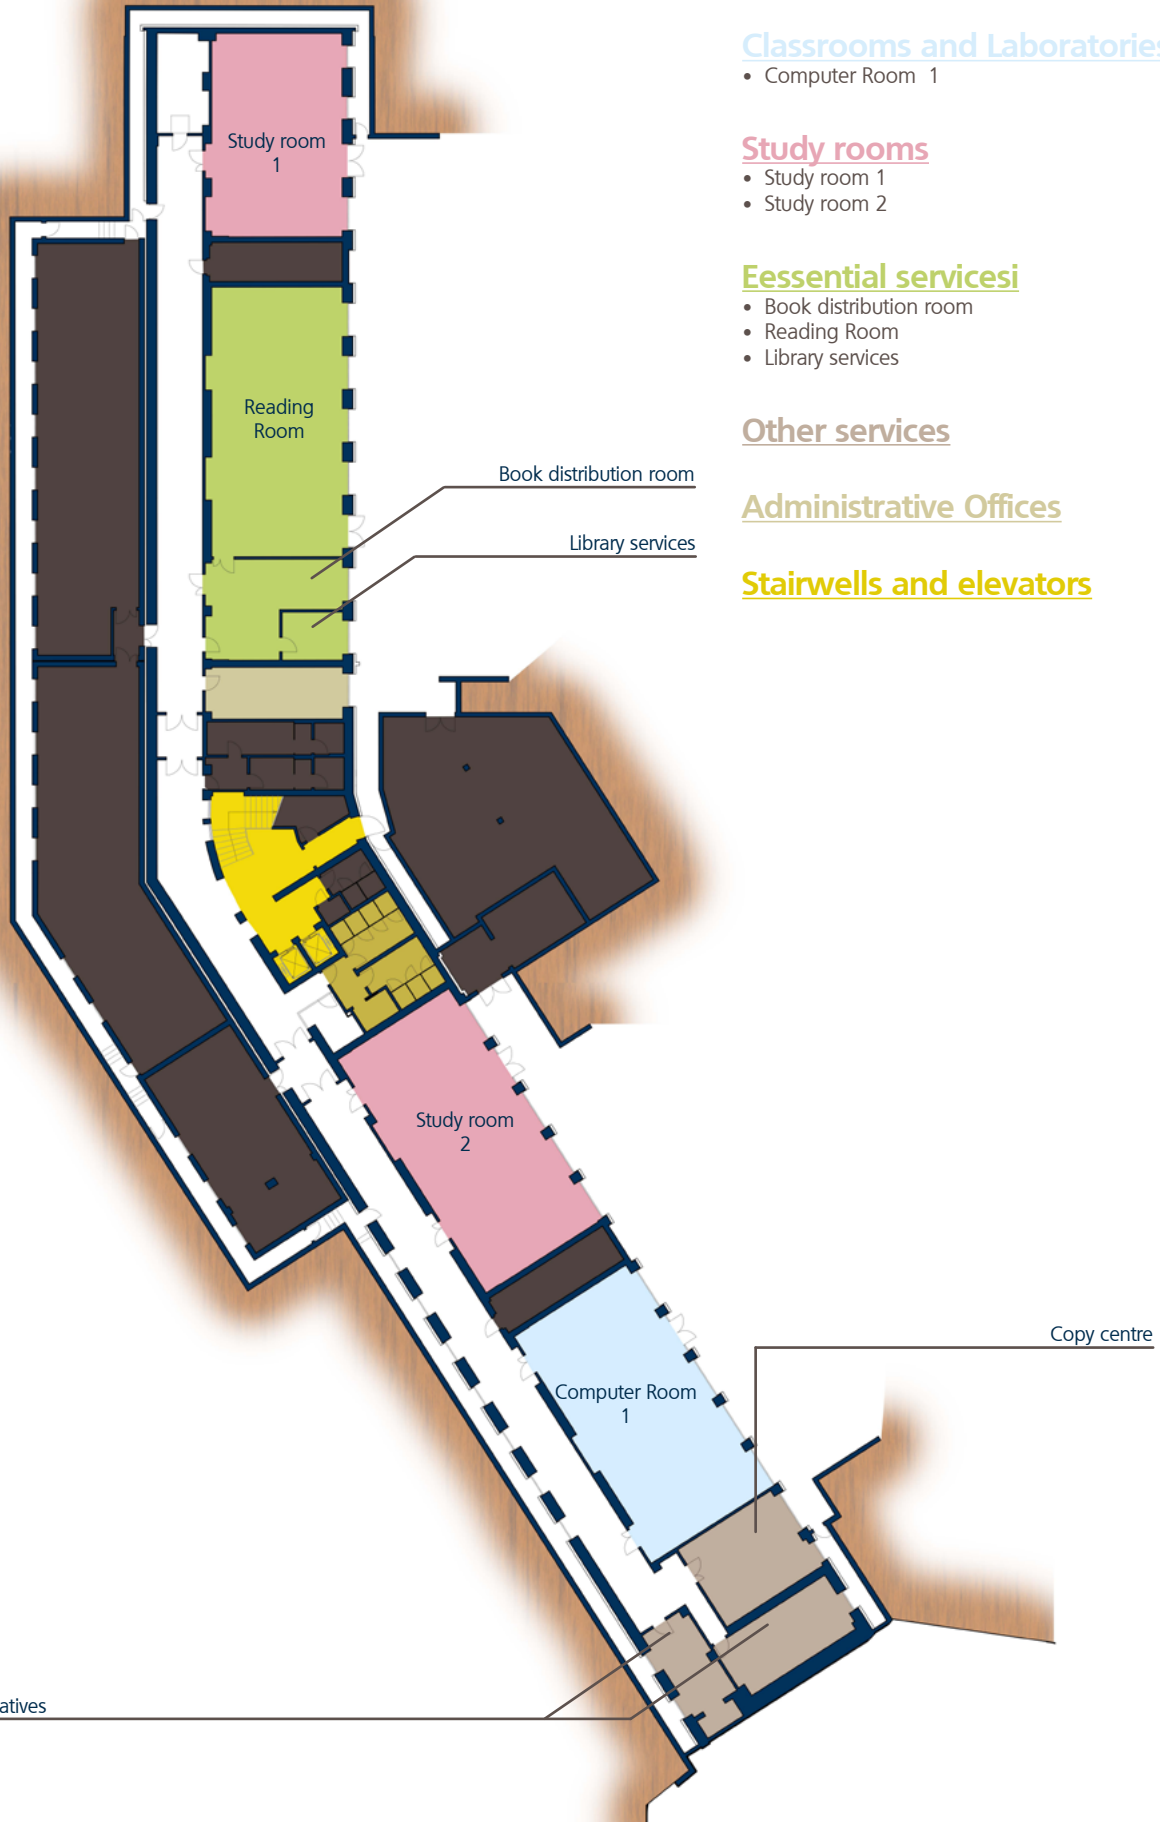 Classrooms and Laboratories
• Computer Room 1
Study rooms
• Study room 1
• Study room 2
Eessential servicesi
• Book distribution room
• Reading Room
• Library services
Other services
Administrative Offices
Stairwells and elevators
Study room
1
Reading
Room
Book distribution room
Library services
Study room
2
Computer Room
1
Copy centre
atives